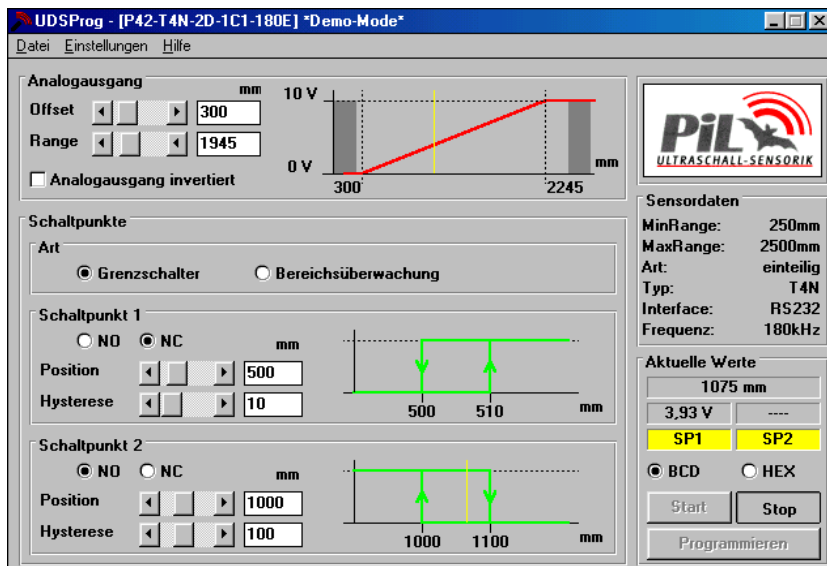 UDSProg - [P42-T4N-2D-1C1-180E] *Demo-Mode*
Datei Einstellungen Hilfe
Analogausgang
mm
Offset 300
Range 1945
Analogausgang invertiert
10 V
0 V
mm
300 2245
PiL
ULTRASCHALL-SENSORIK
Sensordaten
MinRange: 250mm
MaxRange: 2500mm
Art: einteilig
Typ: T4N
Interface: RS232
Frequenz: 180kHz
Schaltpunkte
Art
Grenzschalter Bereichsüberwachung
Schaltpunkt 1
NO NC mm
Position 500
Hysterese 10
500 510 mm
Schaltpunkt 2
NO NC mm
Position 1000
Hysterese 100
1000 1100 mm
Aktuelle Werte
1075 mm
3,93 V ----
SP1 SP2
BCD HEX
Start Stop
Programmieren